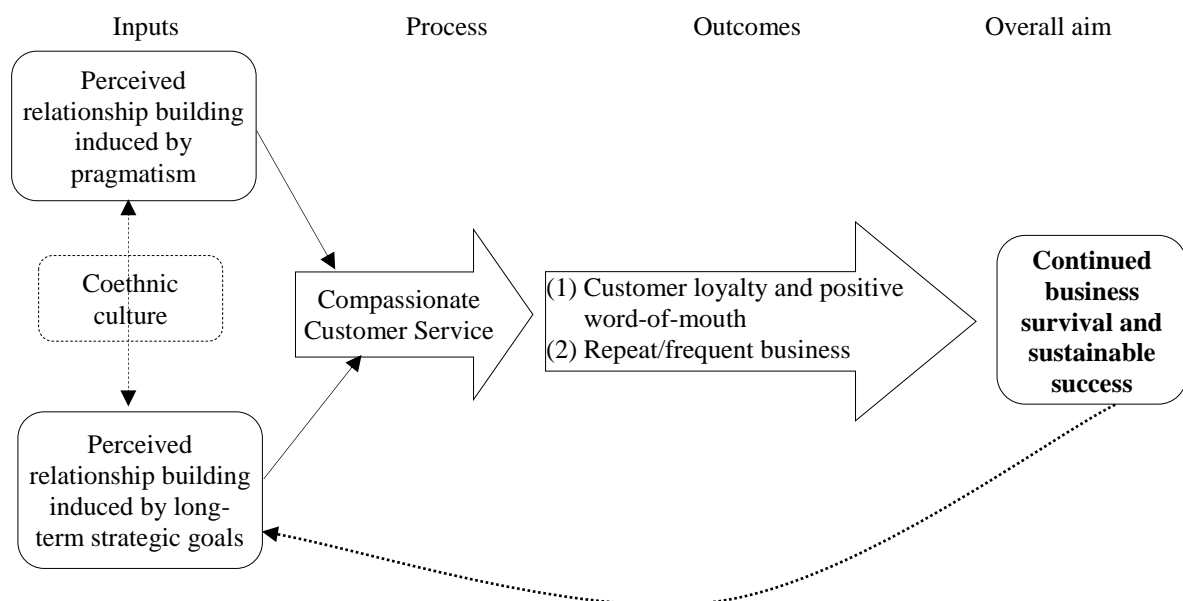 Inputs
Process
Outcomes
Overall aim
Perceived
relationship building
induced by
pragmatism
Coethnic
culture
Perceived
relationship building
induced by long-
term strategic goals
Compassionate
Customer Service
(1) Customer loyalty and positive
word-of-mouth
(2) Repeat/frequent business
Continued
business
survival and
sustainable
success